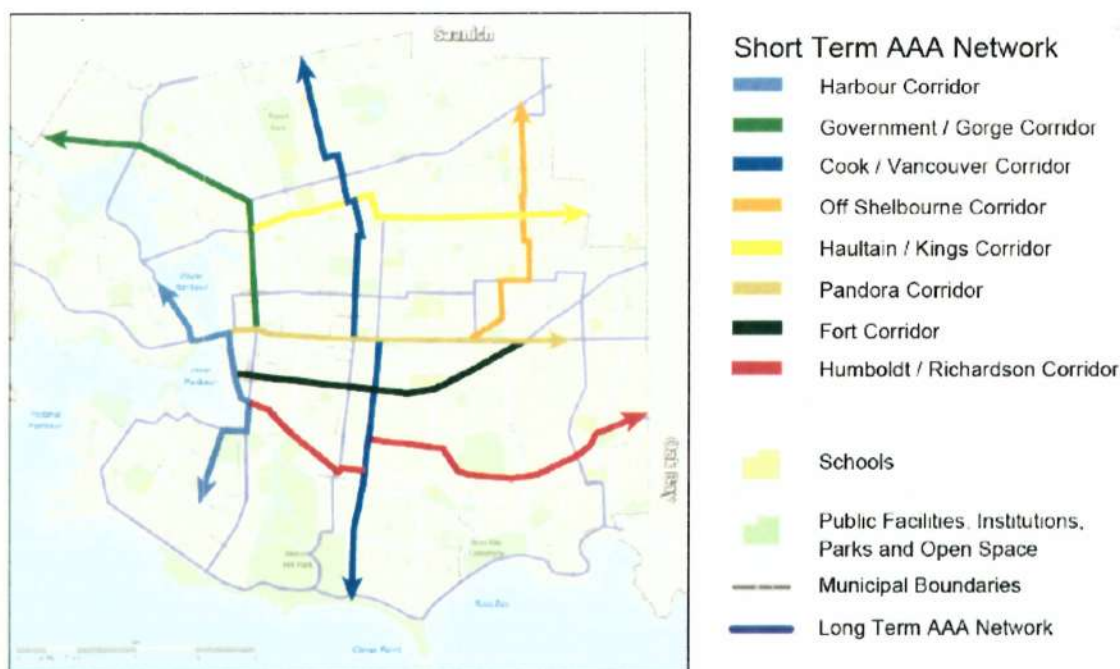 Saanich
Short Term AAA Network
Harbour Corridor
Government / Gorge Corridor
Cook / Vancouver Corridor
Off Shelbourne Corridor
Haultain / Kings Corridor
Pandora Corridor
Fort Corridor
Humboldt / Richardson Corridor
Schools
Public Facilities, Institutions,
Parks and Open Space
Municipal Boundaries
Long Term AAA Network
Oak Bay